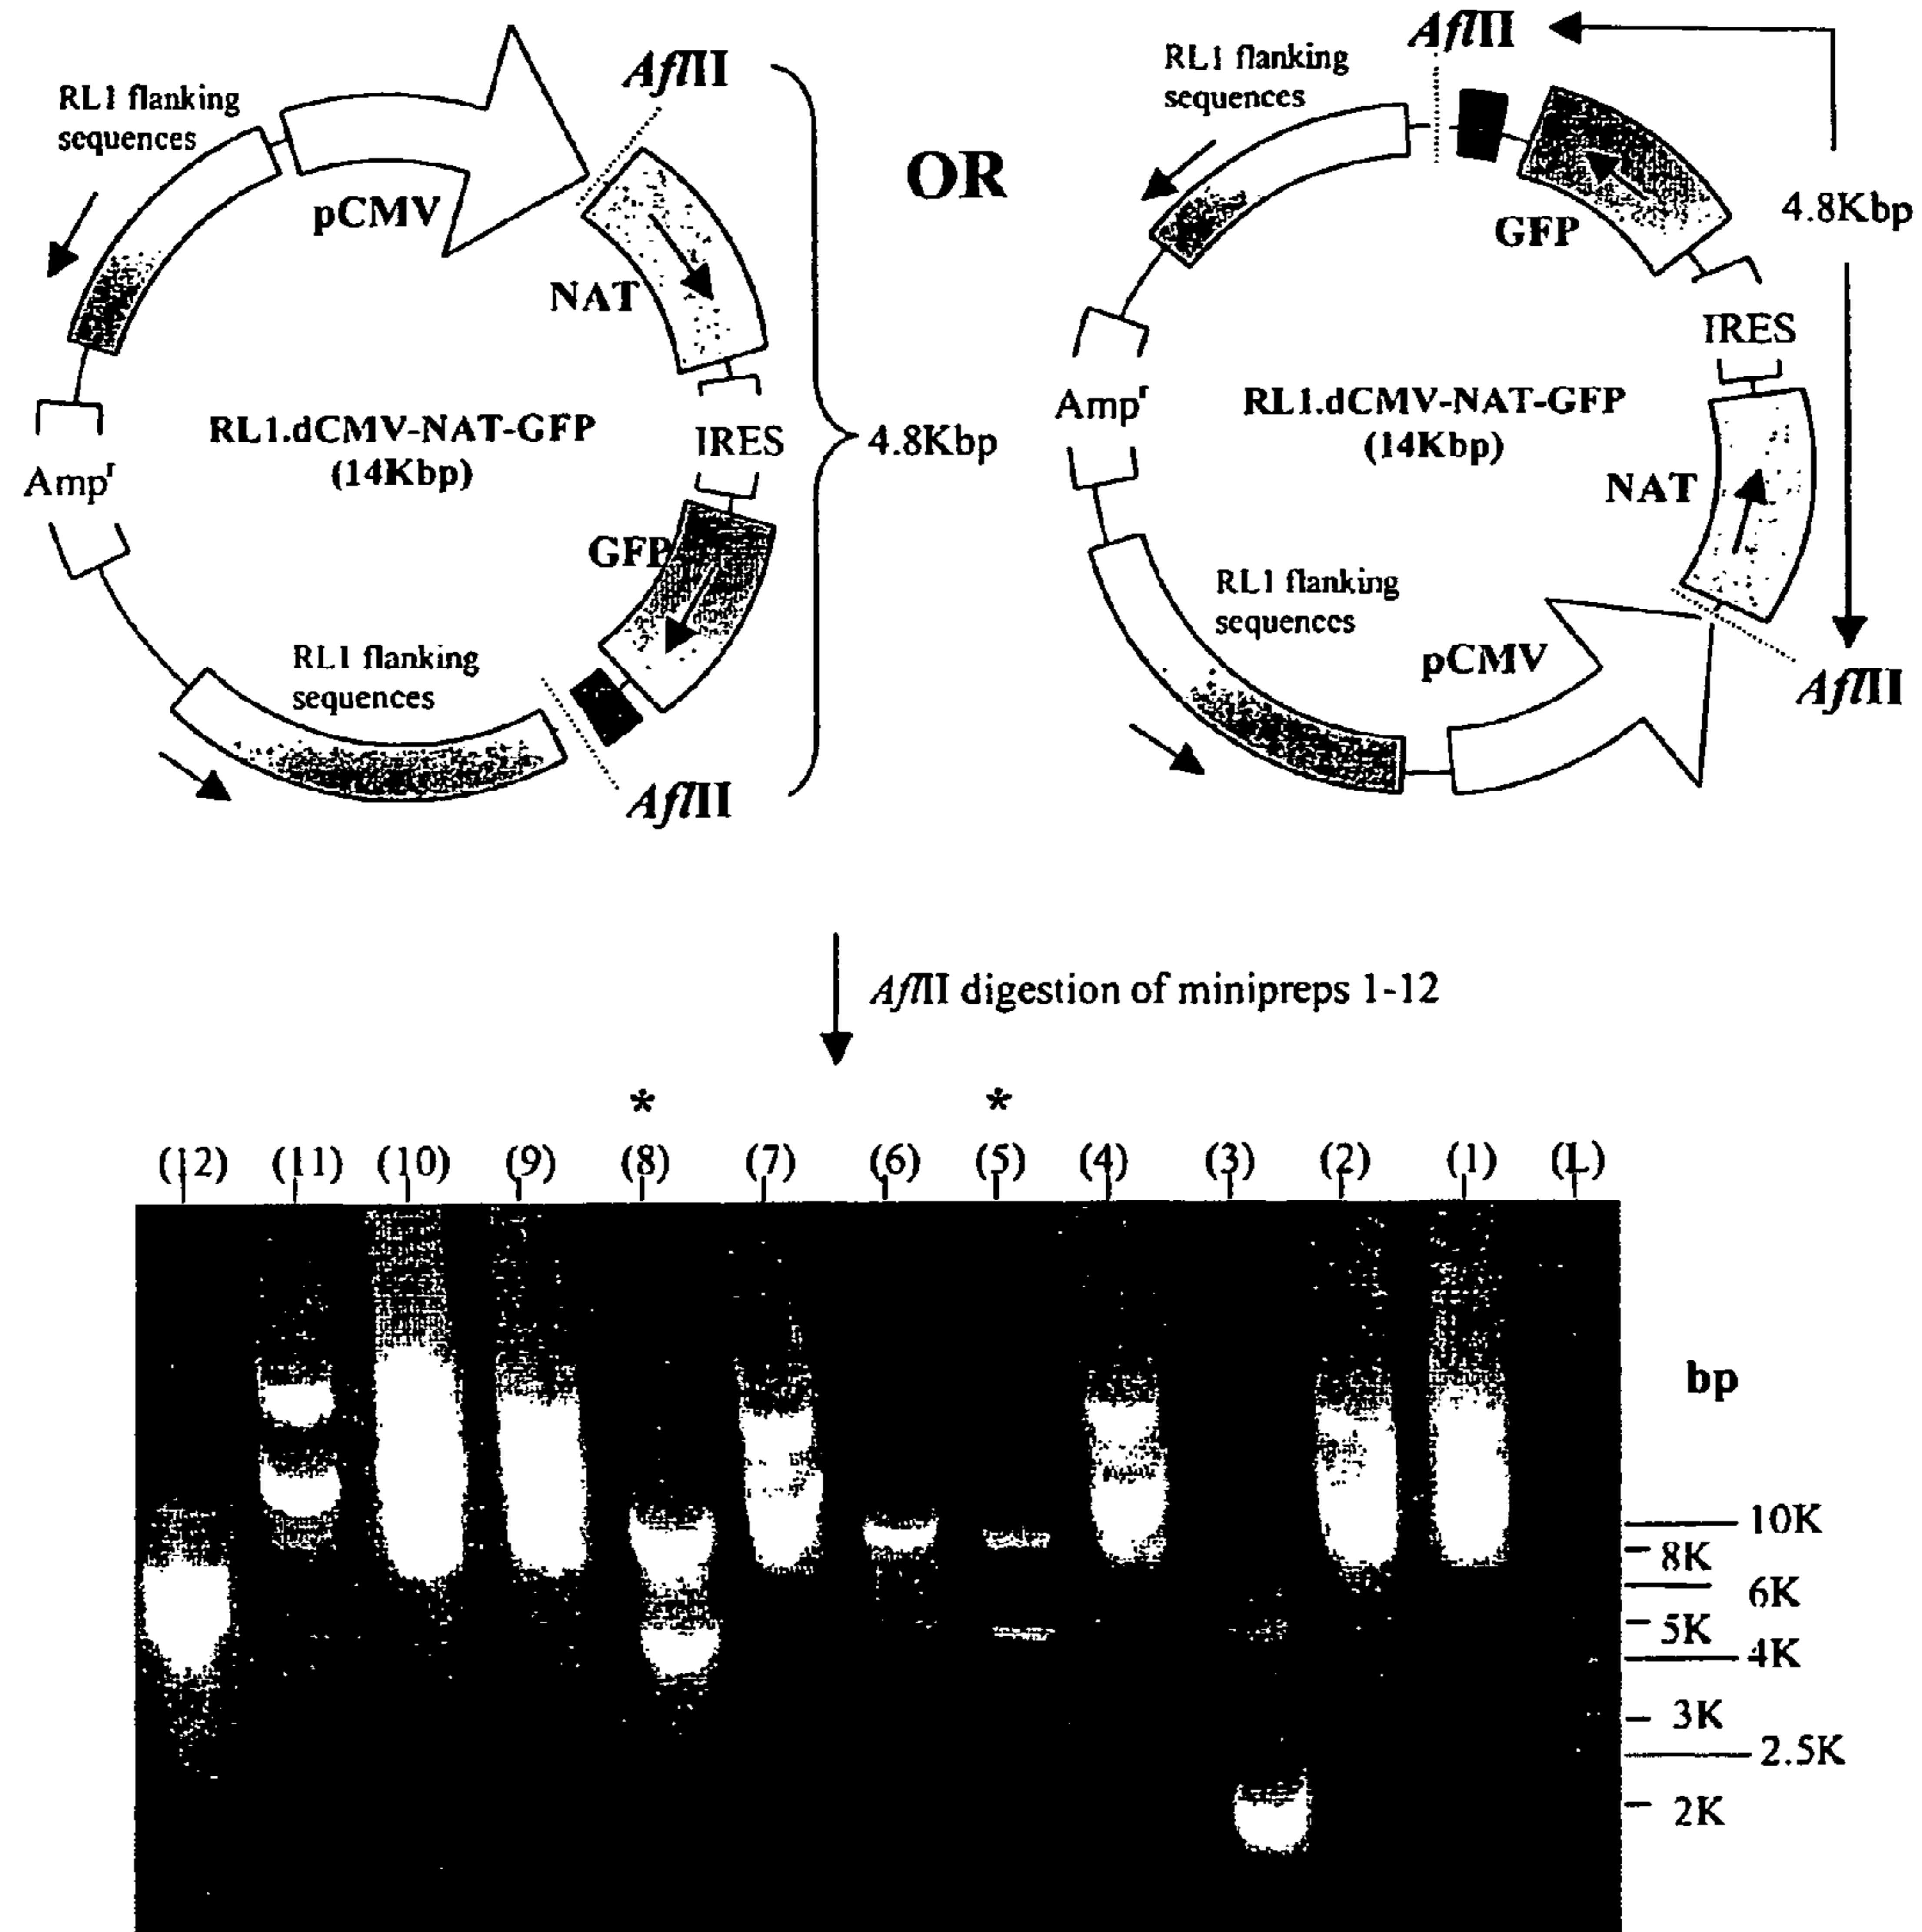 RL1 flanking
sequences
AflII
pCMV
NAT
RL1.dCMV-NAT-GFP
(14Kbp)
IRES
4.8Kbp
Ampr
GFP
RL1 flanking
sequences
AflII
OR
RL1 flanking
sequences
AflII
GFP
4.8Kbp
IRES
Ampr
RL1.dCMV-NAT-GFP
(14Kbp)
NAT
RL1 flanking
sequences
pCMV
AflII
AflII digestion of minipreps 1-12
* *
(12) (11) (10) (9) (8) (7) (6) (5) (4) (3) (2) (1) (L)
bp
10K
8K
6K
5K
4K
3K
2.5K
2K